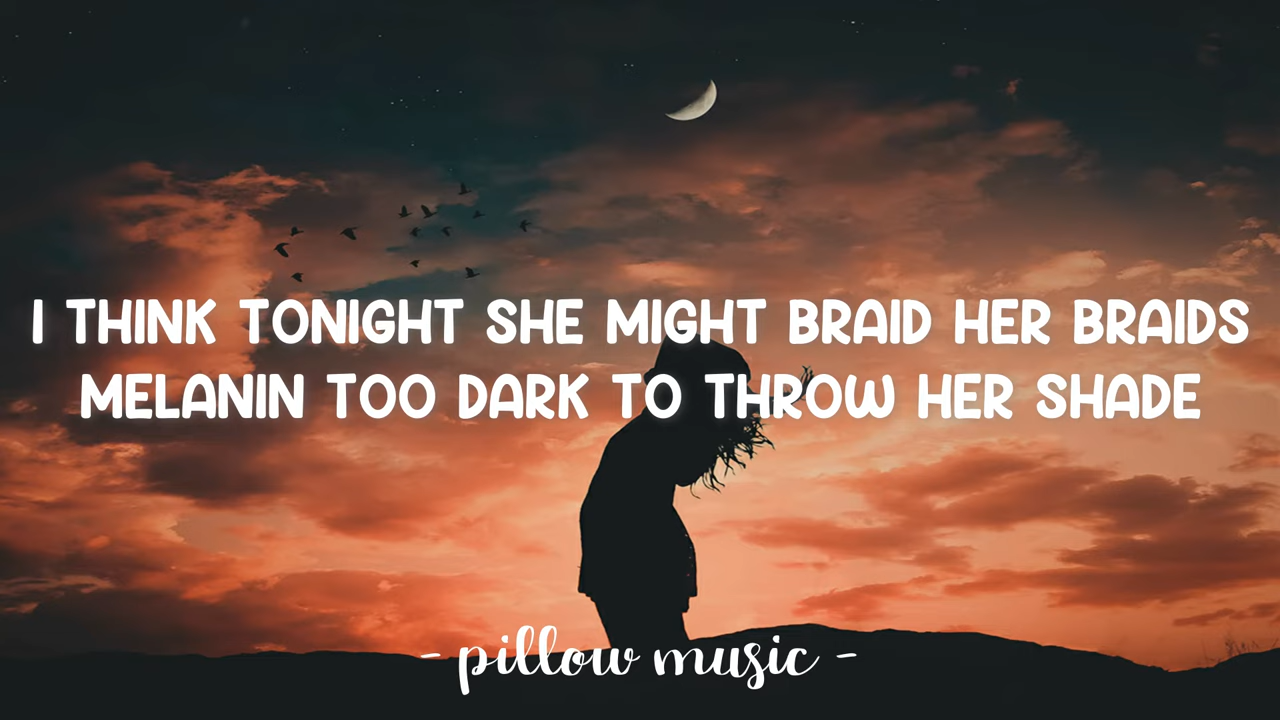 I THINK TONIGHT SHE MIGHT BRAID HER BRAIDS
MELANIN TOO DARK TO THROW HER SHADE
- pillow music -